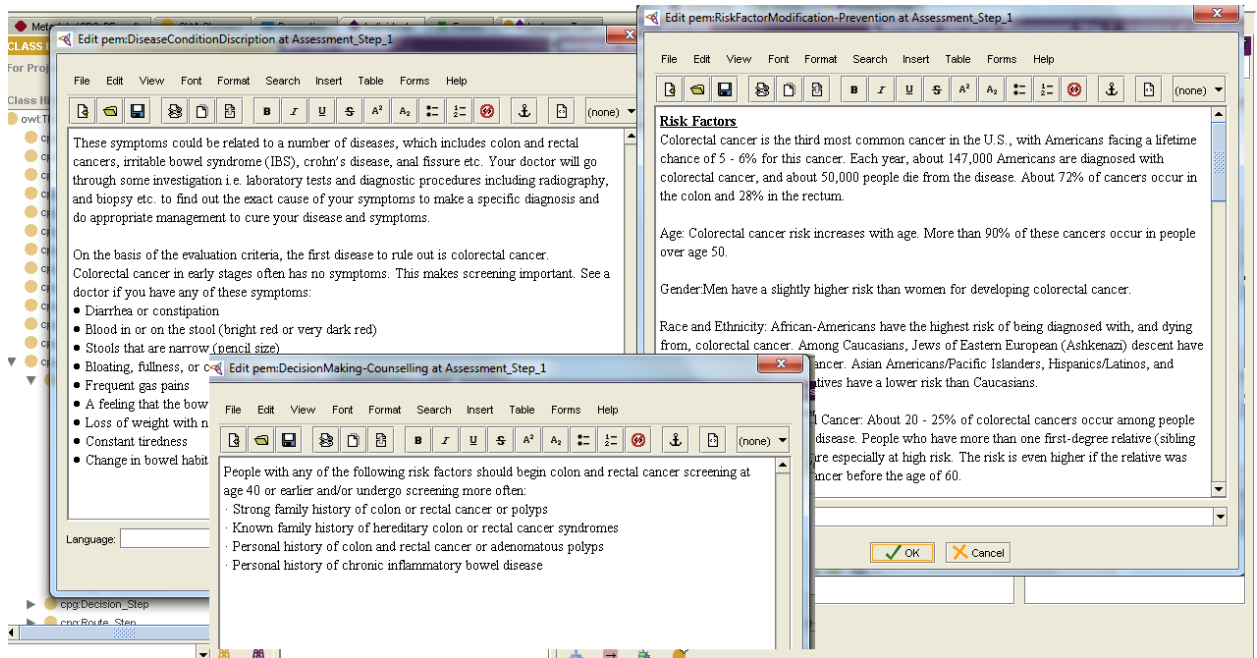 Edit pem:DiseaseConditionDiscription at Assessment_Step_1
File Edit View Font Format Search Insert Table Forms Help
(none)
These symptoms could be related to a number of diseases, which includes colon and rectal
cancers, irritable bowel syndrome (IBS), crohn's disease, anal fissure etc. Your doctor will go
through some investigation i.e. laboratory tests and diagnostic procedures including radiography,
and biopsy etc. to find out the exact cause of your symptoms to make a specific diagnosis and
do appropriate management to cure your disease and symptoms.
On the basis of the evaluation criteria, the first disease to rule out is colorectal cancer.
Colorectal cancer in early stages often has no symptoms. This makes screening important. See a
doctor if you have any of these symptoms:
• Diarrhea or constipation
• Blood in or on the stool (bright red or very dark red)
• Stools that are narrow (pencil size)
• Bloating, fullness, or
• Frequent gas pains
• A feeling that the bow
• Loss of weight with n
• Constant tiredness
• Change in bowel habit
Language:
Edit pem:RiskFactorModification-Prevention at Assessment_Step_1
File Edit View Font Format Search Insert Table Forms Help
(none)
Risk Factors
Colorectal cancer is the third most common cancer in the U.S., with Americans facing a lifetime
chance of 5 - 6% for this cancer. Each year, about 147,000 Americans are diagnosed with
colorectal cancer, and about 50,000 people die from the disease. About 72% of cancers occur in
the colon and 28% in the rectum.
Age: Colorectal cancer risk increases with age. More than 90% of these cancers occur in people
over age 50.
Gender:Men have a slightly higher risk than women for developing colorectal cancer.
Race and Ethnicity: African-Americans have the highest risk of being diagnosed with, and dying
from, colorectal cancer. Among Caucasians, Jews of Eastern European (Ashkenazi) descent have
ancer. Asian Americans/Pacific Islanders, Hispanics/Latinos, and
atives have a lower risk than Caucasians.
l Cancer: About 20 - 25% of colorectal cancers occur among people
disease. People who have more than one first-degree relative (sibling
are especially at high risk. The risk is even higher if the relative was
ancer before the age of 60.
OK Cancel
Edit pem:DecisionMaking-Counselling at Assessment_Step_1
File Edit View Font Format Search Insert Table Forms Help
(none)
People with any of the following risk factors should begin colon and rectal cancer screening at
age 40 or earlier and/or undergo screening more often:
· Strong family history of colon or rectal cancer or polyps
· Known family history of hereditary colon or rectal cancer syndromes
· Personal history of colon and rectal cancer or adenomatous polyps
· Personal history of chronic inflammatory bowel disease
CLASS
For Proj
Class Hi
owl:T
cpg:Decision_Step
cpg:Route_Step